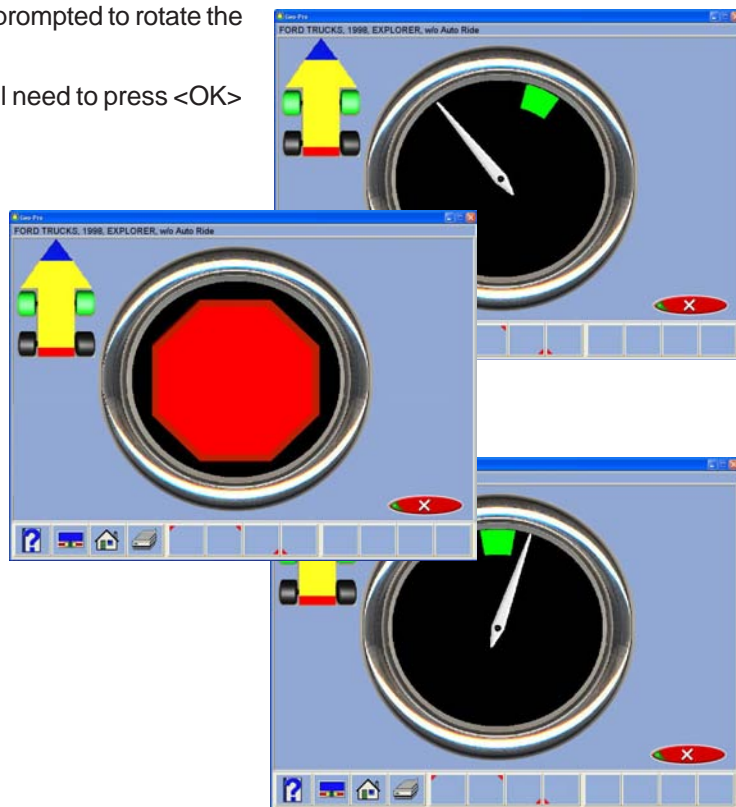 prompted to rotate the
need to press <OK>
Geo Pro
FORD TRUCKS, 1998, EXPLORER, w/o Auto Ride
Geo Pro
FORD TRUCKS, 1998, EXPLORER, w/o Auto Ride